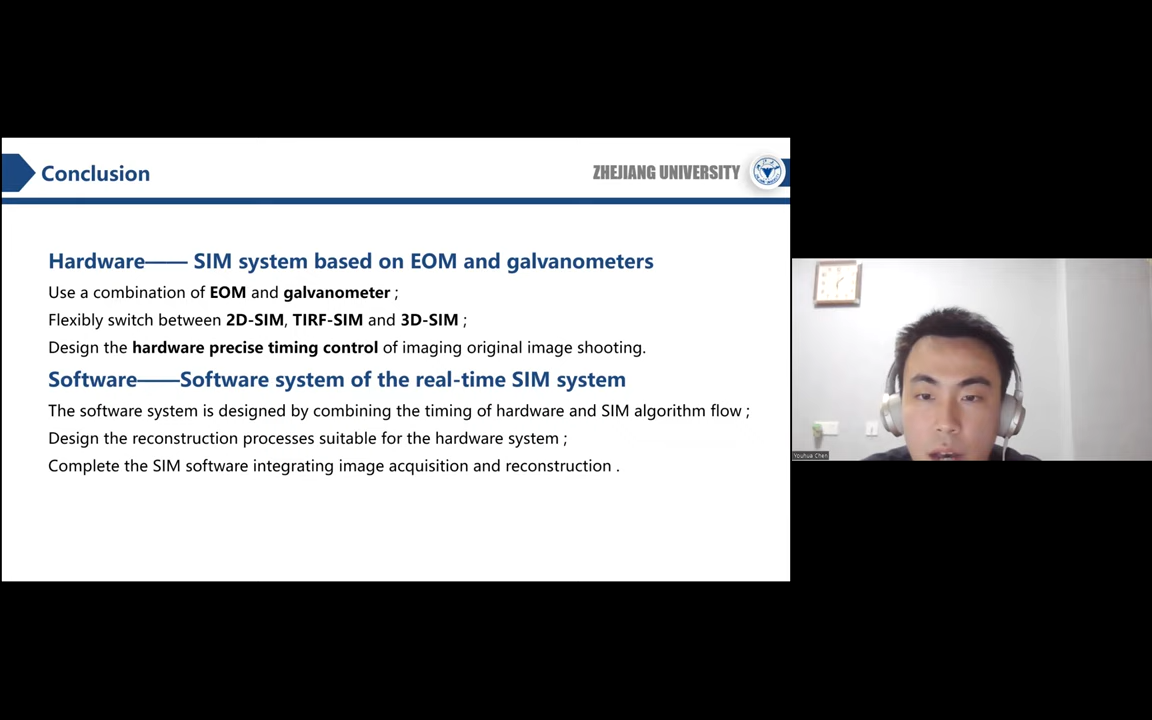 Conclusion
ZHEJIANG UNIVERSITY
Hardware—— SIM system based on EOM and galvanometers
Use a combination of EOM and galvanometer ;
Flexibly switch between 2D-SIM, TIRF-SIM and 3D-SIM ;
Design the hardware precise timing control of imaging original image shooting.
Software——Software system of the real-time SIM system
The software system is designed by combining the timing of hardware and SIM algorithm flow ;
Design the reconstruction processes suitable for the hardware system ;
Complete the SIM software integrating image acquisition and reconstruction .
Youhua Chen